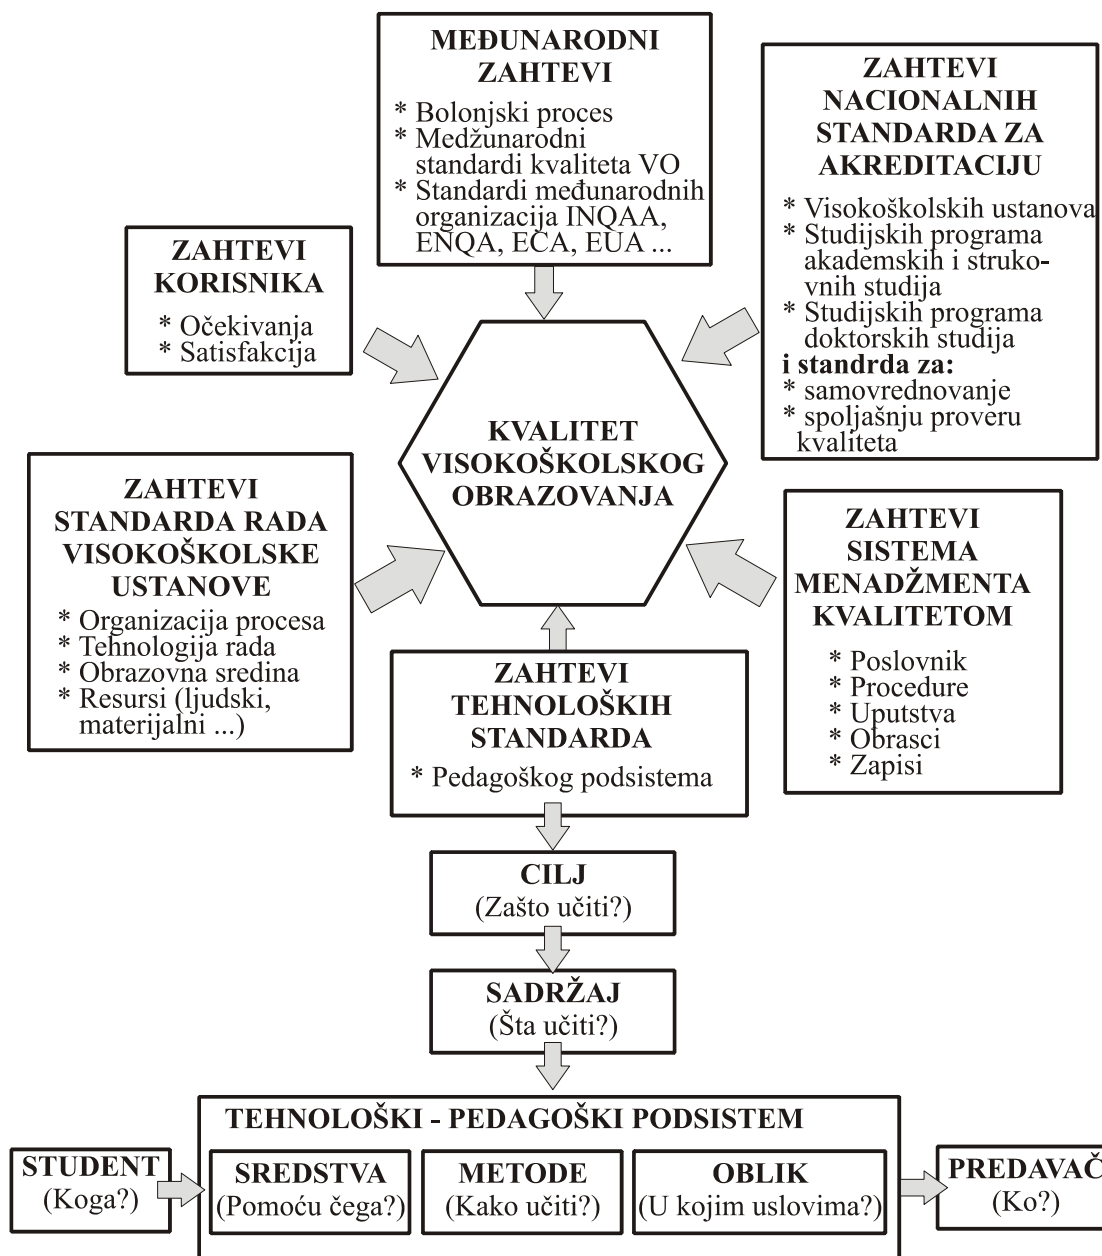 MEĐUNARODNI
ZAHTEVI
* Bolonjski proces
* Medžunarodni
standardi kvaliteta VO
* Standardi međunarodnih
organizacija INQAA,
ENQA, ECA, EUA ...
ZAHTEVI
NACIONALNIH
STANDARDA ZA
AKREDITACIJU
* Visokoškolskih ustanova
* Studijskih programa
akademskih i struko-
vnih studija
* Studijskih programa
doktorskih studija
i standrda za:
* samovrednovanje
* spoljašnju proveru
kvaliteta
ZAHTEVI
KORISNIKA
* Očekivanja
* Satisfakcija
KVALITET
VISOKOŠKOLSKOG
OBRAZOVANJA
ZAHTEVI
STANDARDA RADA
VISOKOŠKOLSKE
USTANOVE
* Organizacija procesa
* Tehnologija rada
* Obrazovna sredina
* Resursi (ljudski,
materijalni ...)
ZAHTEVI
SISTEMA
MENADŽMENTA
KVALITETOM
* Poslovnik
* Procedure
* Uputstva
* Obrasci
* Zapisi
ZAHTEVI
TEHNOLOŠKIH
STANDARDA
* Pedagoškog podsistema
CILJ
(Zašto učiti?)
SADRŽAJ
(Šta učiti?)
TEHNOLOŠKI - PEDAGOŠKI PODSISTEM
STUDENT
(Koga?)
SREDSTVA
(Pomoću čega?)
METODE
(Kako učiti?)
OBLIK
(U kojim uslovima?)
PREDAVAČ
(Ko?)